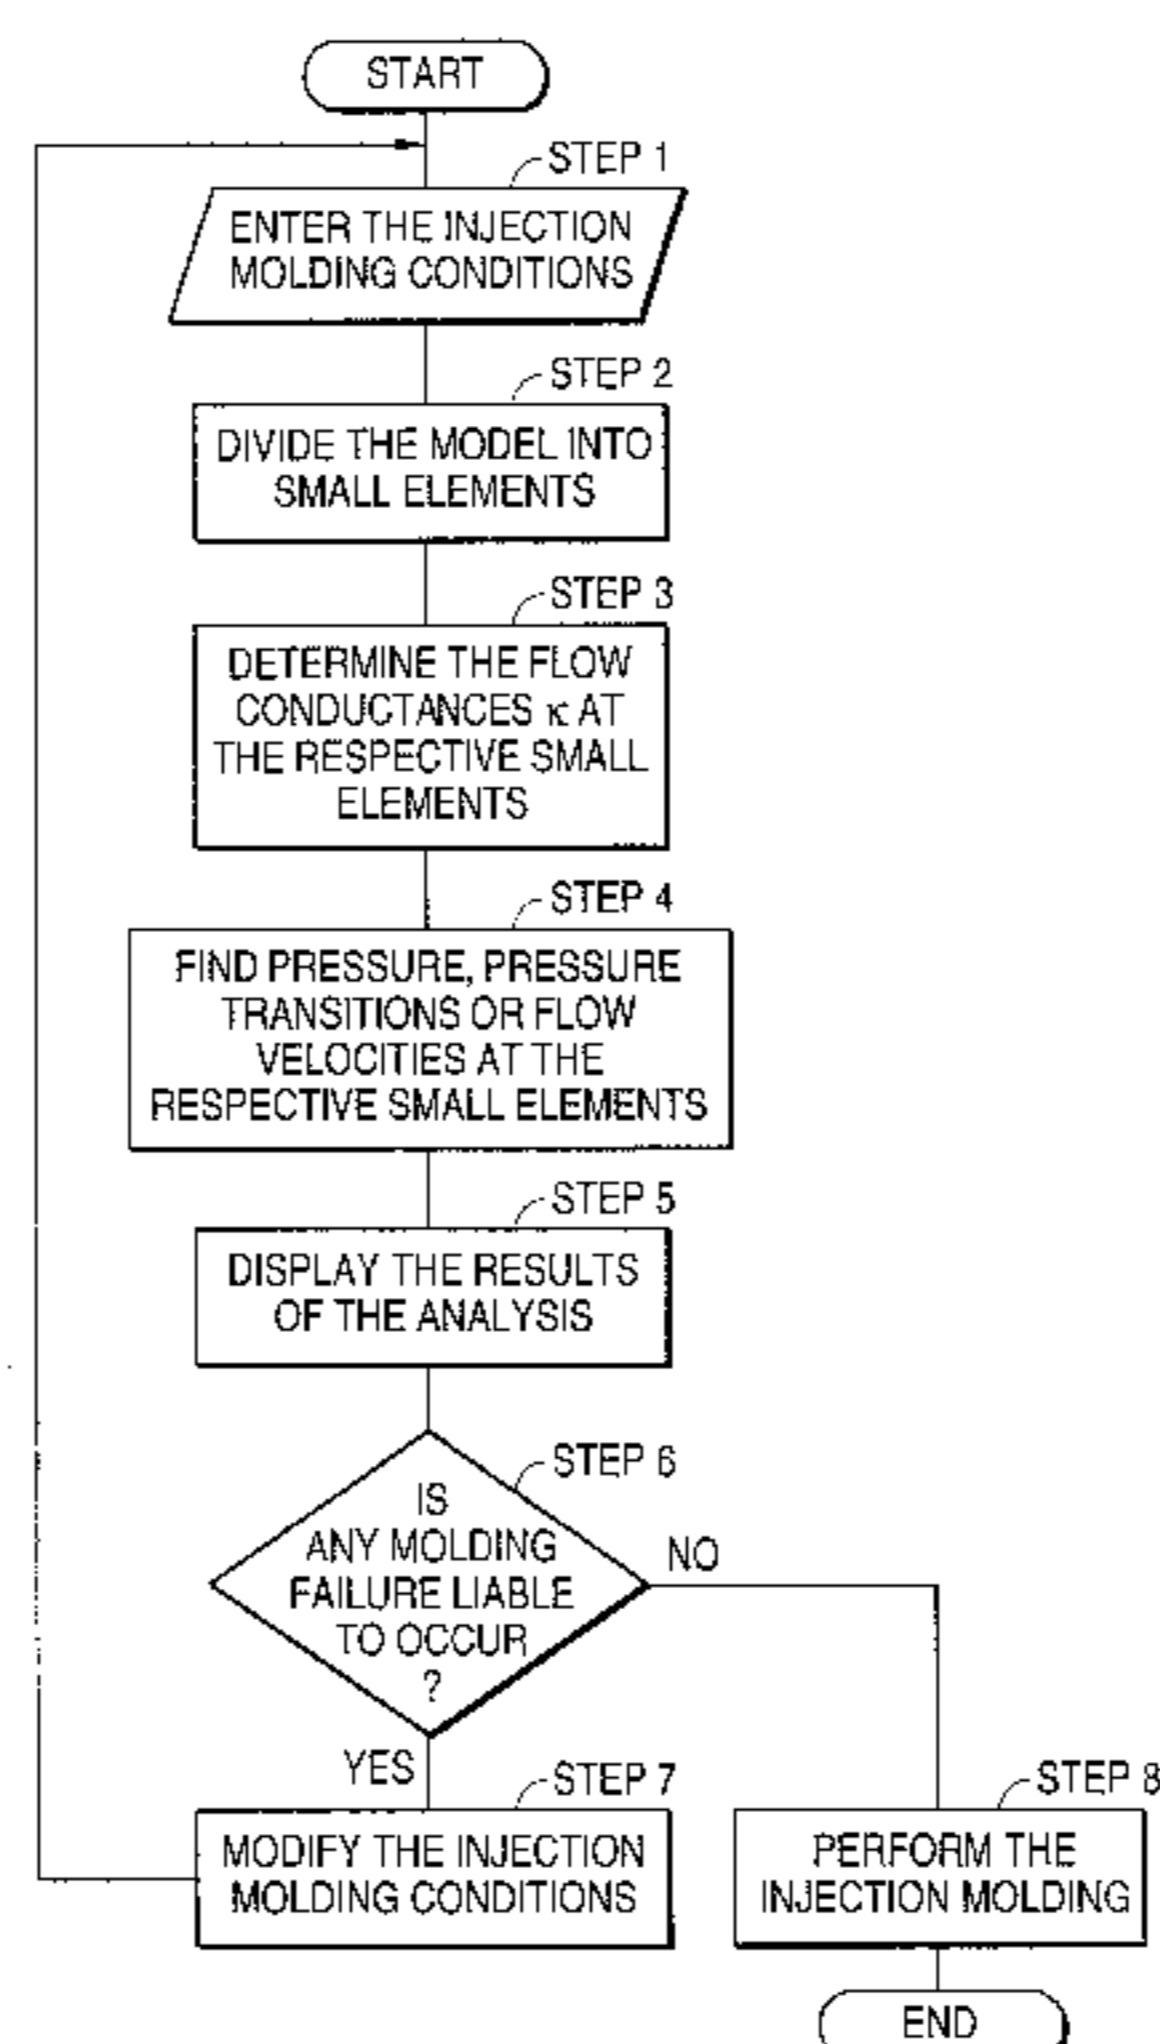 START
STEP 1
ENTER THE INJECTION
MOLDING CONDITIONS
STEP 2
DIVIDE THE MODEL INTO
SMALL ELEMENTS
STEP 3
DETERMINE THE FLOW
CONDUCTANCES κ AT
THE RESPECTIVE SMALL
ELEMENTS
STEP 4
FIND PRESSURE, PRESSURE
TRANSITIONS OR FLOW
VELOCITIES AT THE
RESPECTIVE SMALL ELEMENTS
STEP 5
DISPLAY THE RESULTS
OF THE ANALYSIS
STEP 6
IS
ANY MOLDING
FAILURE LIABLE
TO OCCUR
?
NO
YES
STEP 7
MODIFY THE INJECTION
MOLDING CONDITIONS
STEP 8
PERFORM THE
INJECTION MOLDING
END